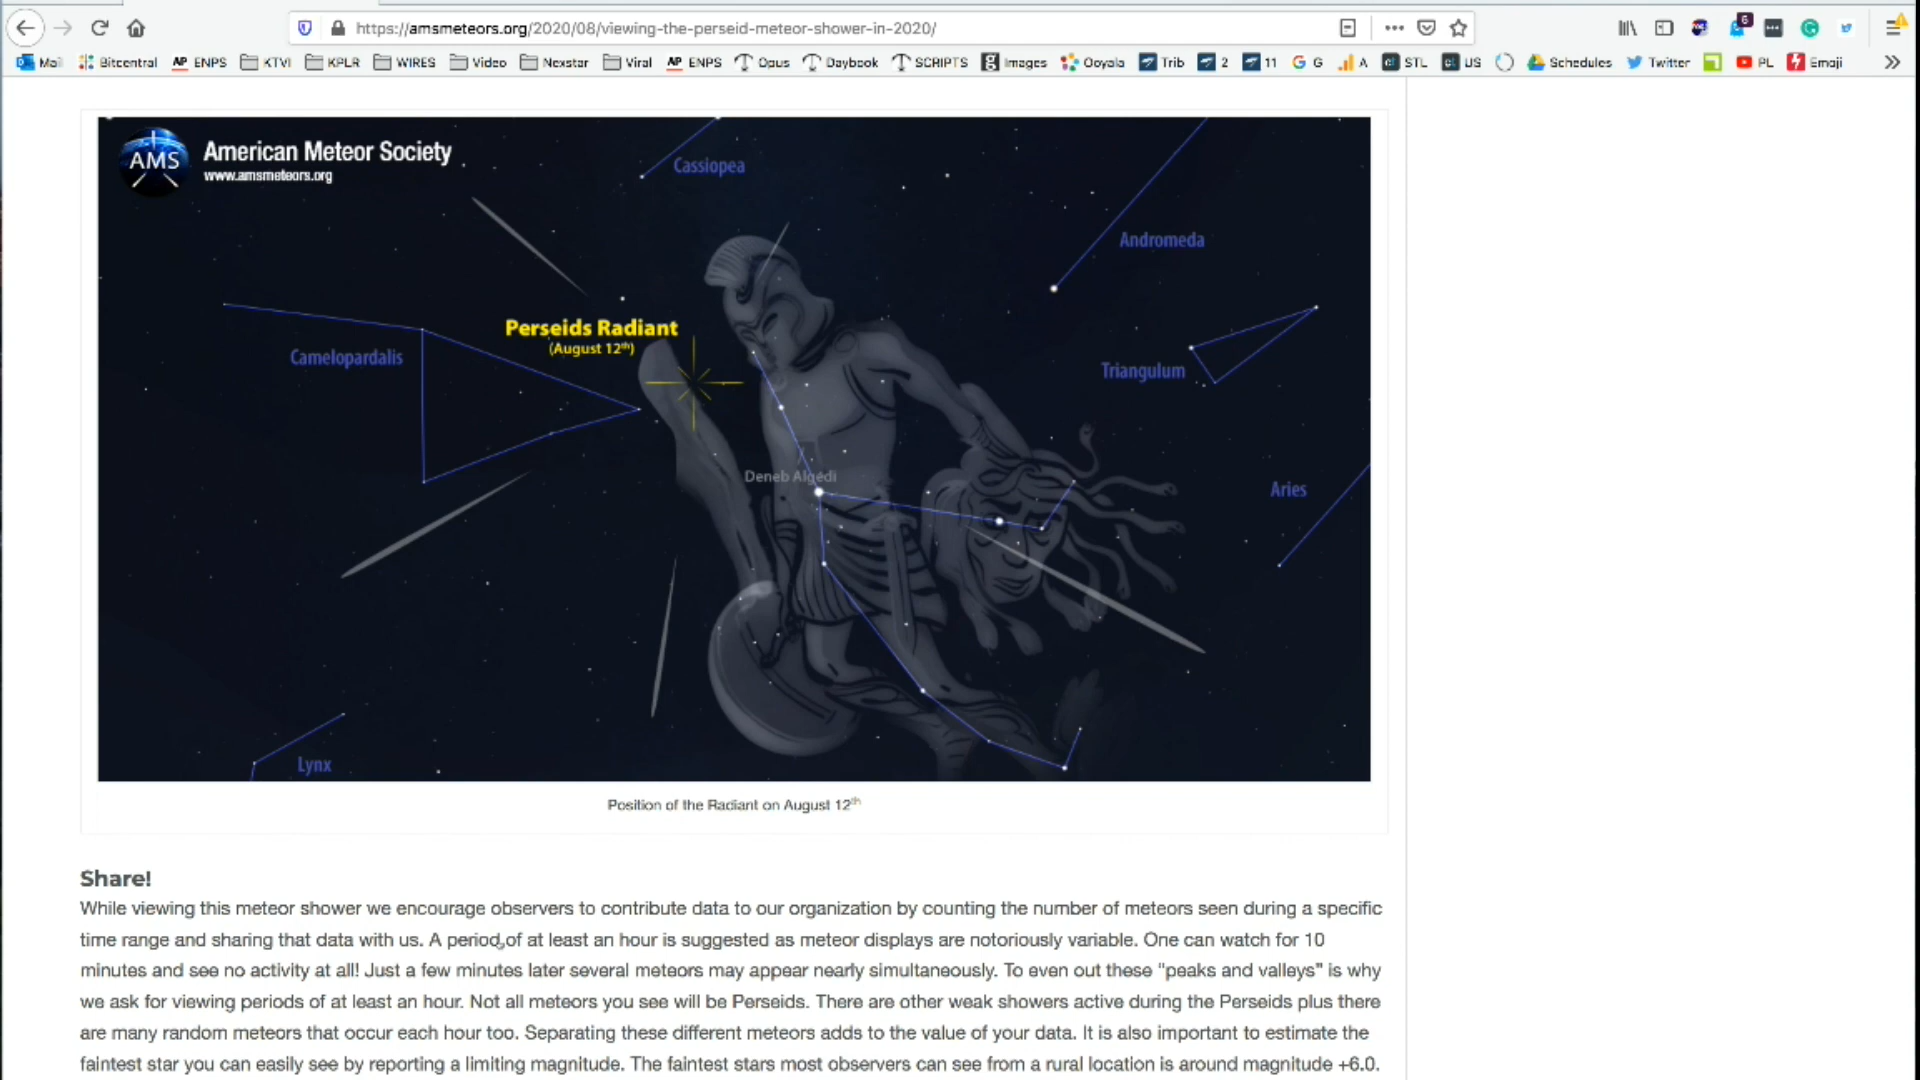 https://amsmeteors.org/2020/08/viewing-the-perseid-meteor-shower-in-2020/
6
Mail Bitcentral AP ENPS KTVI KPLR WIRES Video Nexstar Viral AP ENPS Opus Daybook SCRIPTS Images Ooyala Trib 2 11 G A STL US Schedules Twitter PL Emoji
AMS
American Meteor Society
www.amsmeteors.org
Cassiopea
Andromeda
Perseids Radiant
(August 12th)
Camelopardalis
Triangulum
Deneb Algedi
Aries
Lynx
Position of the Radiant on August 12th
Share!
While viewing this meteor shower we encourage observers to contribute data to our organization by counting the number of meteors seen during a specific
time range and sharing that data with us. A period of at least an hour is suggested as meteor displays are notoriously variable. One can watch for 10
minutes and see no activity at all! Just a few minutes later several meteors may appear nearly simultaneously. To even out these "peaks and valleys" is why
we ask for viewing periods of at least an hour. Not all meteors you see will be Perseids. There are other weak showers active during the Perseids plus there
are many random meteors that occur each hour too. Separating these different meteors adds to the value of your data. It is also important to estimate the
faintest star you can easily see by reporting a limiting magnitude. The faintest stars most observers can see from a rural location is around magnitude +6.0.